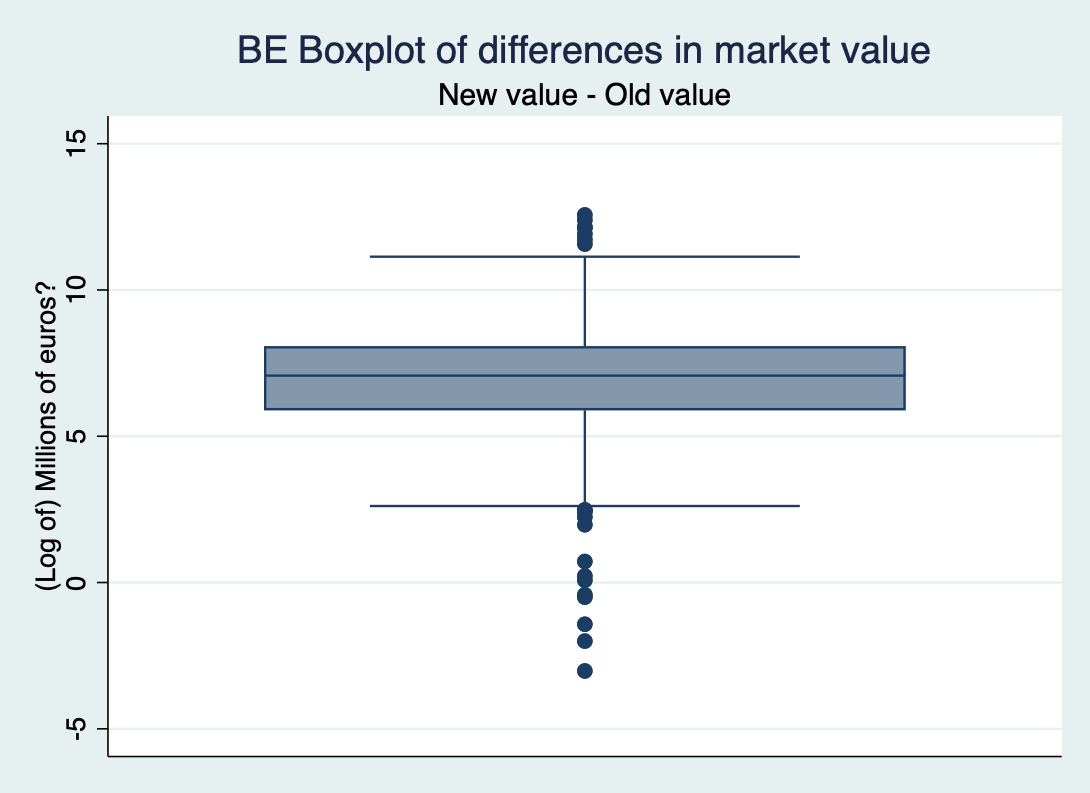 BE Boxplot of differences in market value
New value - Old value
(Log of) Millions of euros?
15
10
5
0
-5